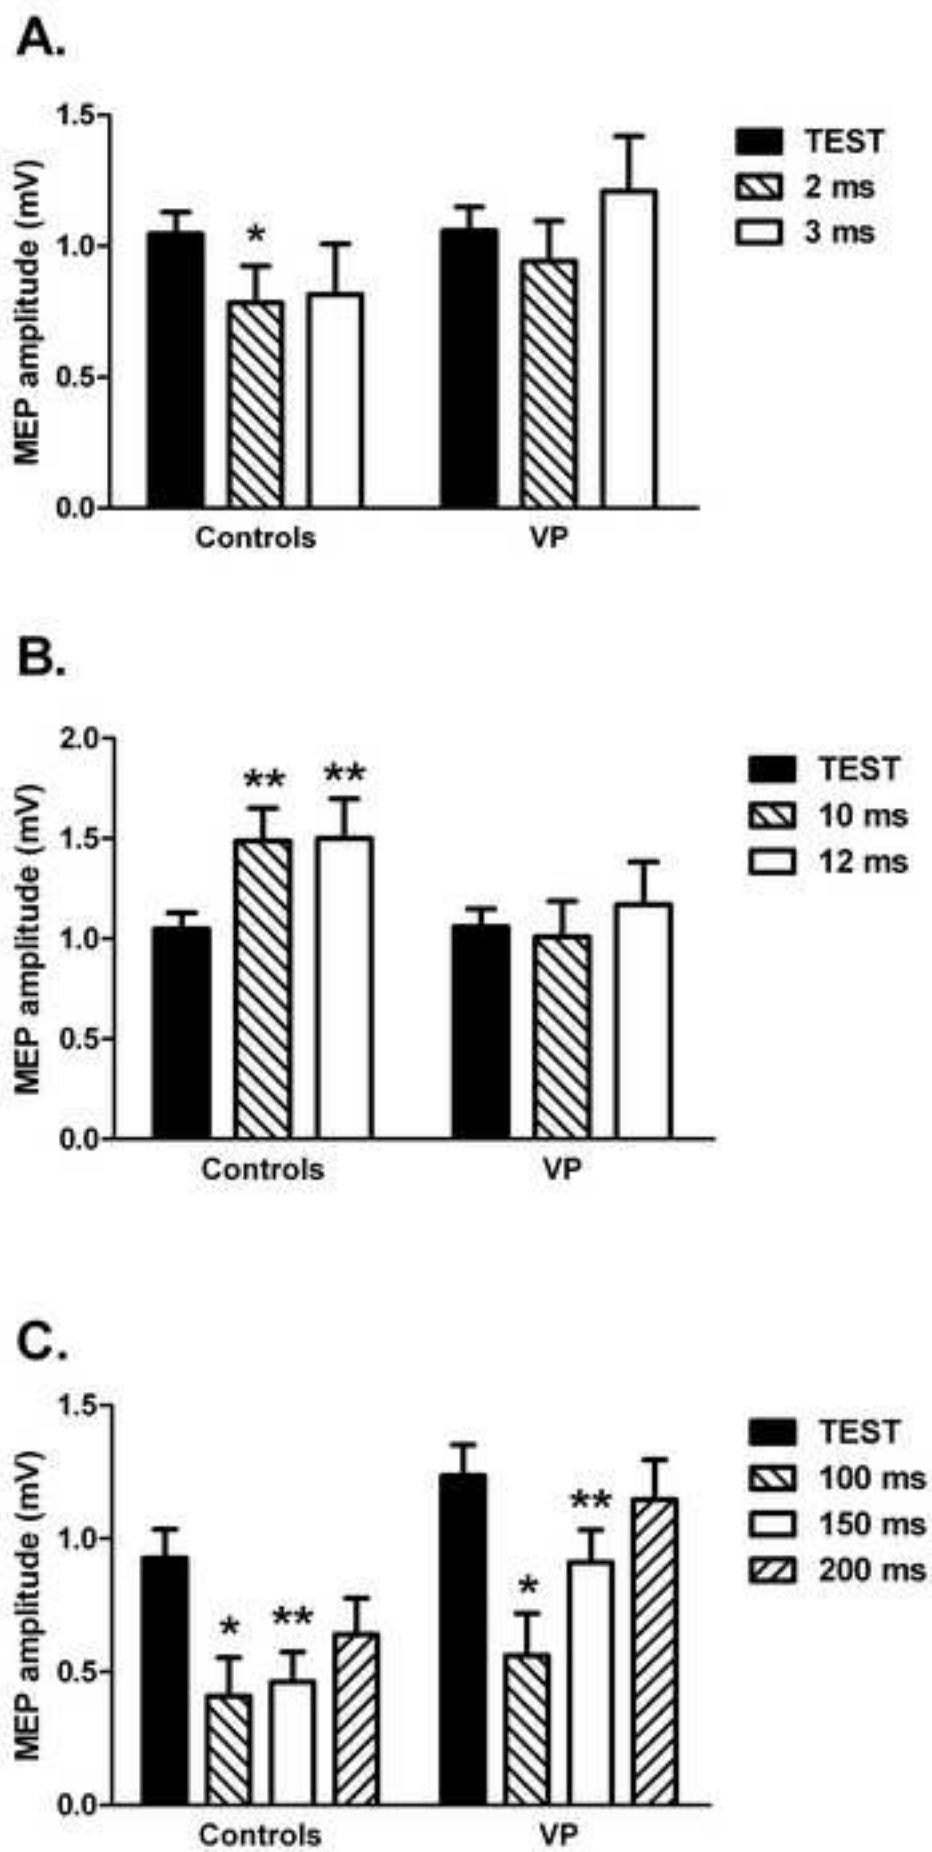 A.
MEP amplitude (mV)
1.5
1.0
0.5
0.0
*
Controls
VP
TEST
2 ms
3 ms
B.
MEP amplitude (mV)
2.0
1.5
1.0
0.5
0.0
** **
Controls
VP
TEST
10 ms
12 ms
C.
MEP amplitude (mV)
1.5
1.0
0.5
0.0
* **
* **
Controls
VP
TEST
100 ms
150 ms
200 ms